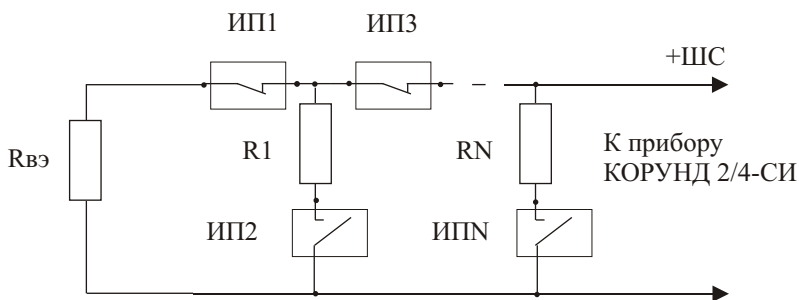 ИП1
ИП3
+ШС
Rвэ
R1
RN
К прибору
КОРУНД 2/4-СИ
ИП2
ИПN